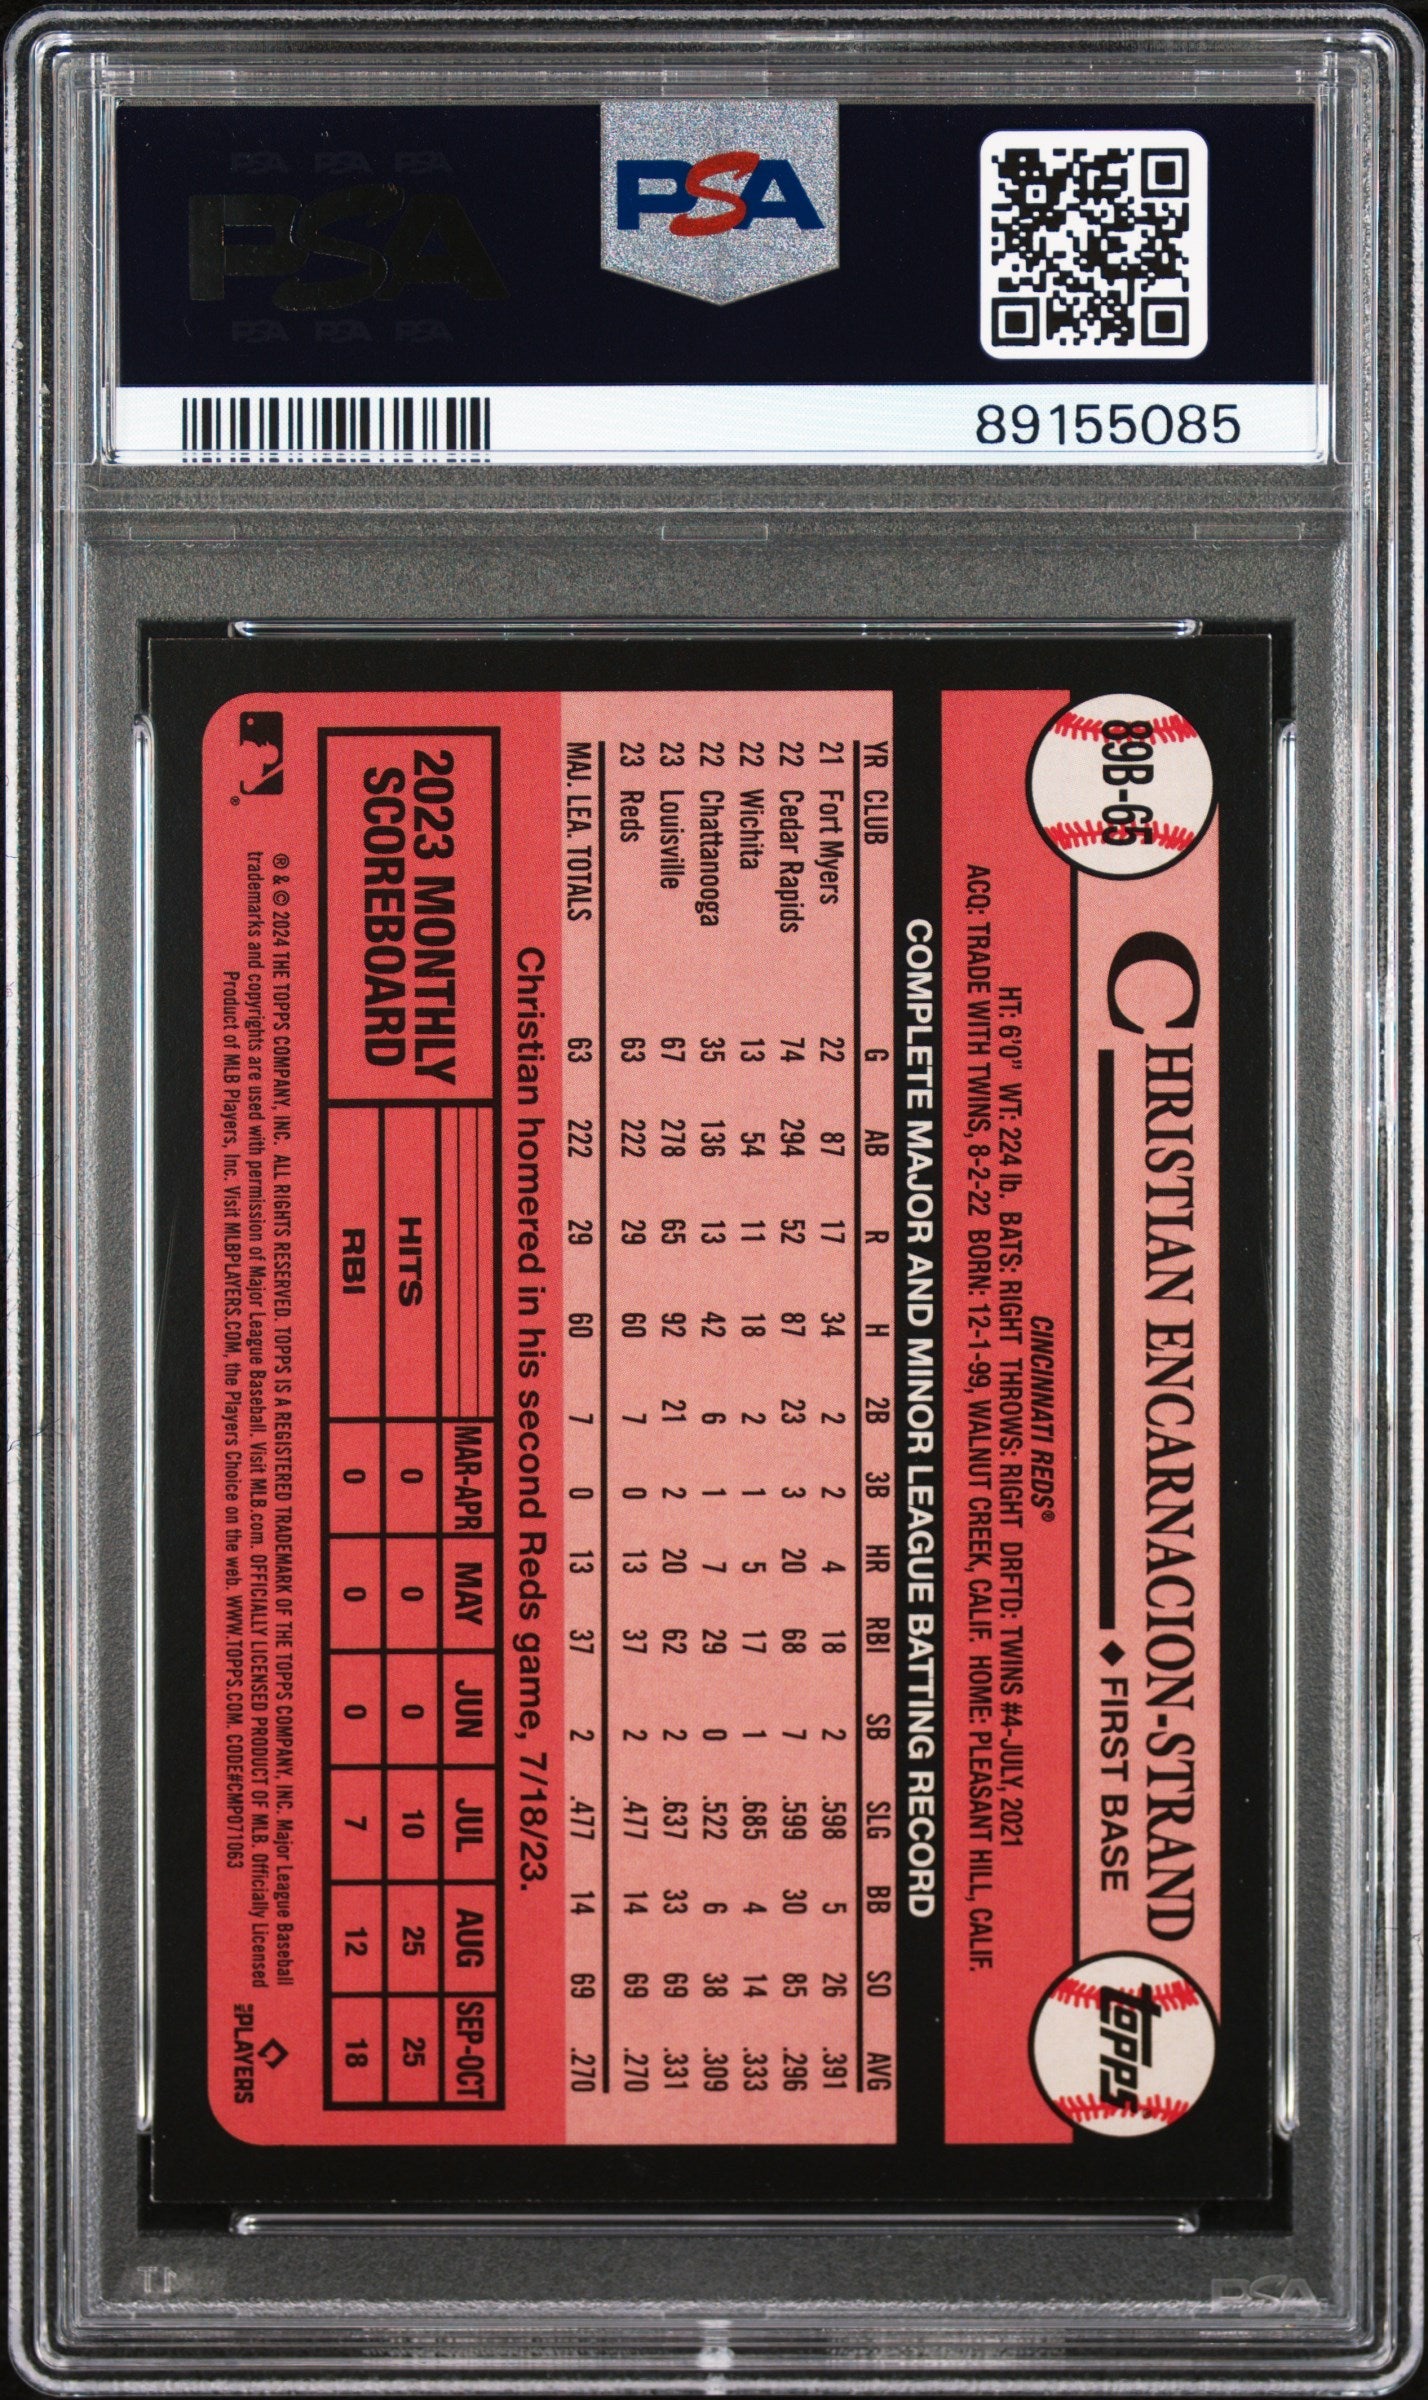 PSA PSA PSA
PSA
PSA PSA PSA
PSA
89155085
89B-65
CHRISTIAN ENCARNACION-STRAND
◆ FIRST BASE
topps
CINCINNATI REDS®
HT: 6'0" WT: 224 lb. BATS: RIGHT THROWS: RIGHT DRFTD: TWINS #4-JULY, 2021
ACQ: TRADE WITH TWINS, 8-2-22 BORN: 12-1-99, WALNUT CREEK, CALIF. HOME: PLEASANT HILL, CALIF.
COMPLETE MAJOR AND MINOR LEAGUE BATTING RECORD
YR CLUB G AB R H 2B 3B HR RBI SB SLG BB SO AVG
21 Fort Myers 22 87 17 34 2 2 4 18 2 .598 5 26 .391
22 Cedar Rapids 74 294 52 87 23 3 20 68 7 .599 30 85 .296
22 Wichita 13 54 11 18 2 1 5 17 1 .685 4 14 .333
22 Chattanooga 35 136 13 42 6 1 7 29 0 .522 6 38 .309
23 Louisville 67 278 65 92 21 2 20 62 2 .637 33 69 .331
23 Reds 63 222 29 60 7 0 13 37 2 .477 14 69 .270
MAJ. LEA. TOTALS 63 222 29 60 7 0 13 37 2 .477 14 69 .270
Christian homered in his second Reds game, 7/18/23.
2023 MONTHLY
SCOREBOARD
MAR-APR MAY JUN JUL AUG SEP-OCT
HITS 0 0 0 10 25 25
RBI 0 0 0 7 12 18
® & © 2024 THE TOPPS COMPANY, INC. ALL RIGHTS RESERVED. TOPPS IS A REGISTERED TRADEMARK OF THE TOPPS COMPANY, INC. Major League Baseball
trademarks and copyrights are used with permission of Major League Baseball. Visit MLB.com. OFFICIALLY LICENSED PRODUCT OF MLB. Officially Licensed
Product of MLB Players, Inc. Visit MLBPLAYERS.COM, the Players Choice on the web. WWW.TOPPS.COM. CODE#CMP071063
MLB PLAYERS
PSA